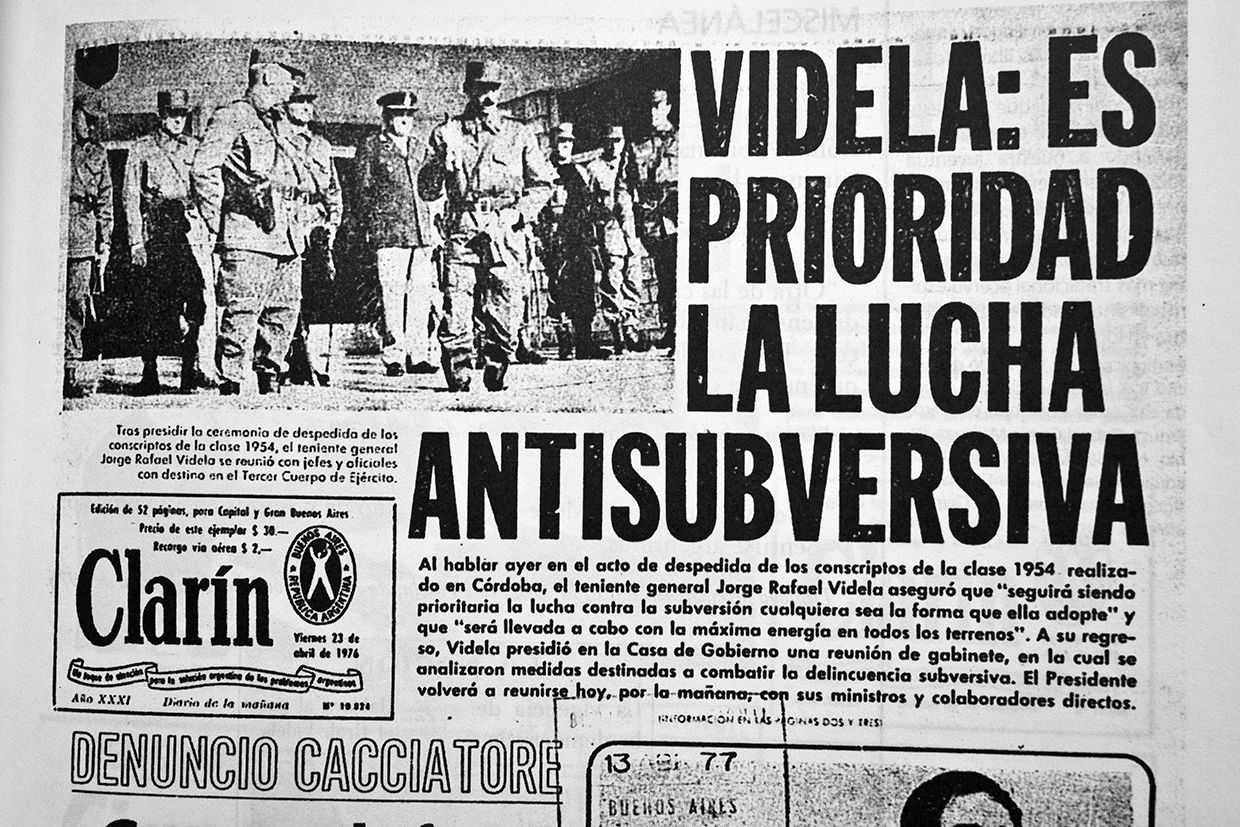 VIDELA: ES
PRIORIDAD
LA LUCHA
ANTISUBVERSIVA
Tras presidir la ceremonia de despedida de los
conscriptos de la clase 1954, el teniente general
Jorge Rafael Videla se reunió con jefes y oficiales
con destino en el Tercer Cuerpo de Ejército.
Al hablar ayer en el acto de despedida de los conscriptos de la clase 1954 realiza-
do en Córdoba, el teniente general Jorge Rafael Videla aseguró que "seguirá siendo
prioritaria la lucha contra la subversión cualquiera sea la forma que ella adopte" y
que "será llevada a cabo con la máxima energía en todos los terrenos". A su regre-
so, Videla presidió en la Casa de Gobierno una reunión de gabinete, en la cual se
analizaron medidas destinadas a combatir la delincuencia subversiva. El Presidente
volverá a reunirse hoy, por la mañana, con sus ministros y colaboradores directos.
(INFORMACIÓN EN LAS PÁGINAS DOS Y TRES)
Edición de 52 páginas, para Capital y Gran Buenos Aires
Precio de este ejemplar $ 30.—
Recargo vía aérea $ 2,—
Clarín
BUENOS AIRES
REPUBLICA ARGENTINA
Viernes 23 de
abril de 1976
Un toque de atención para la solución argentina de los problemas argentinos
Año XXXI Diario de la mañana Nº 10.824
DENUNCIO CACCIATORE
13 ABI 77
BUENOS AIRES
MISCELÁNEA